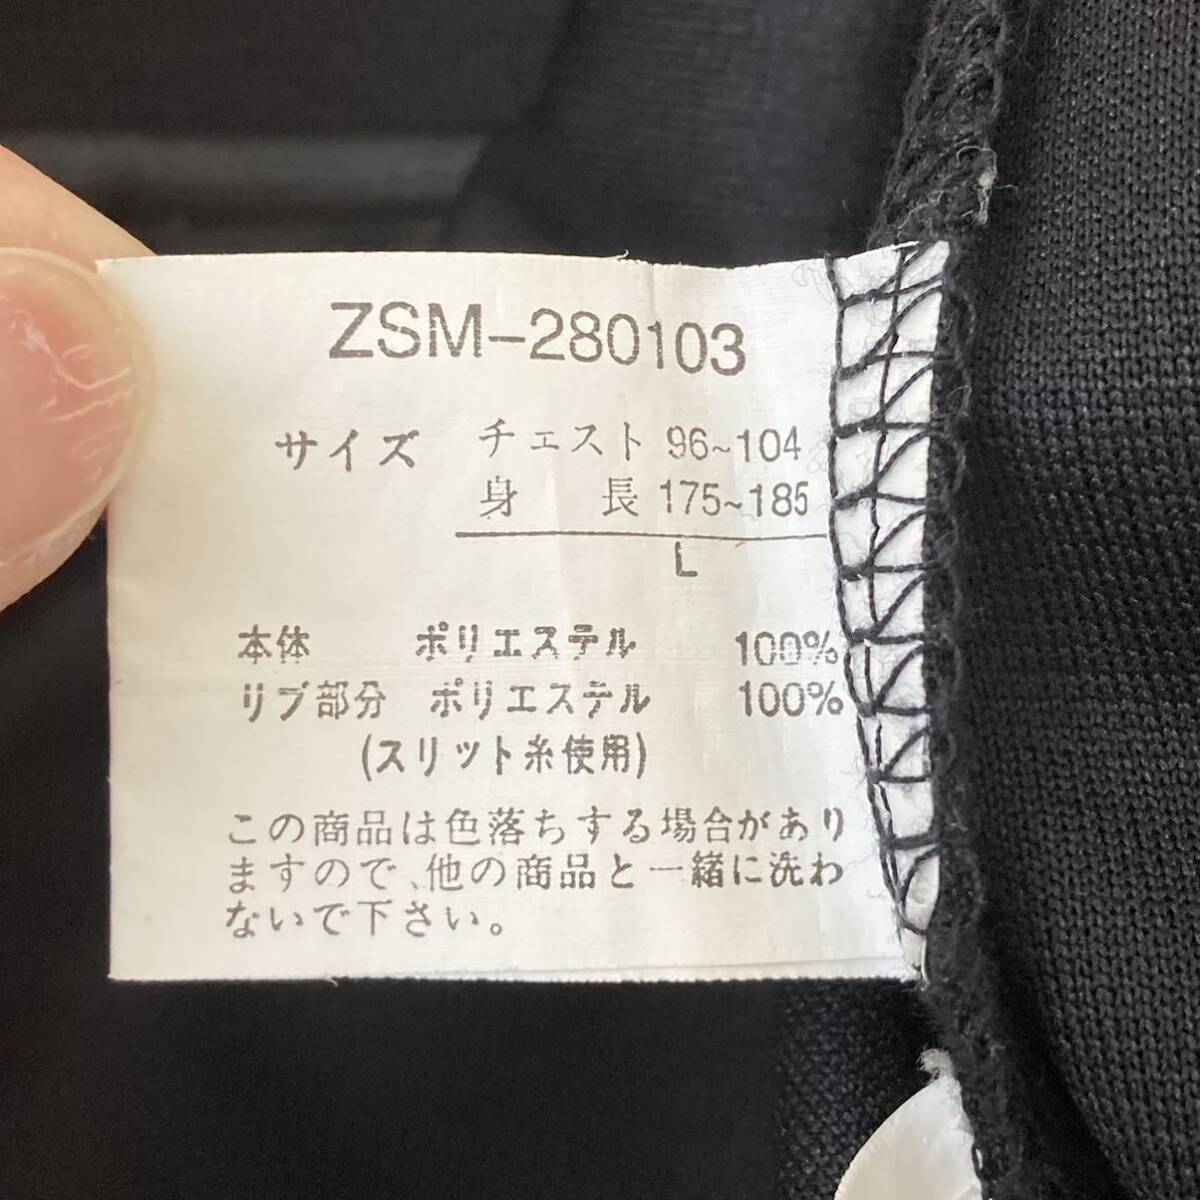 ZSM-280103
サイズ チェスト 96~104
身長 175~185
L
本体 ポリエステル 100%
リブ部分 ポリエステル 100%
(スリット糸使用)
この商品は色落ちする場合があり
ますので、他の商品と一緒に洗わ
ないで下さい。